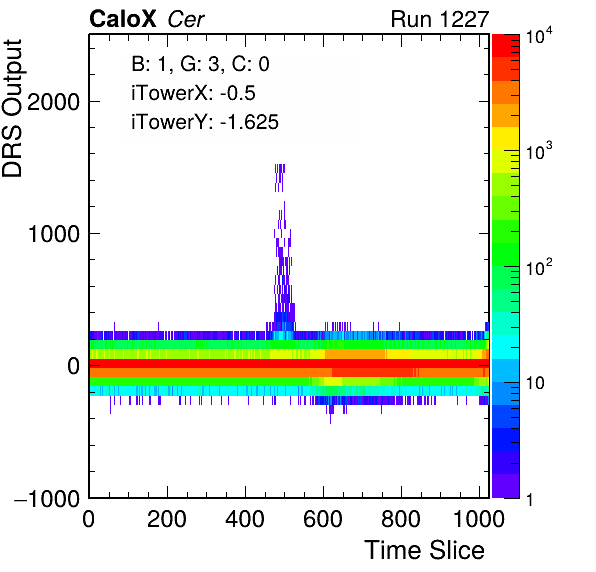 CaloX Cer Run 1227
B: 1, G: 3, C: 0
iTowerX: -0.5
iTowerY: -1.625
DRS Output
2000
1000
0
−1000
0 200 400 600 800 1000
Time Slice
10^4
10^3
10^2
10
1